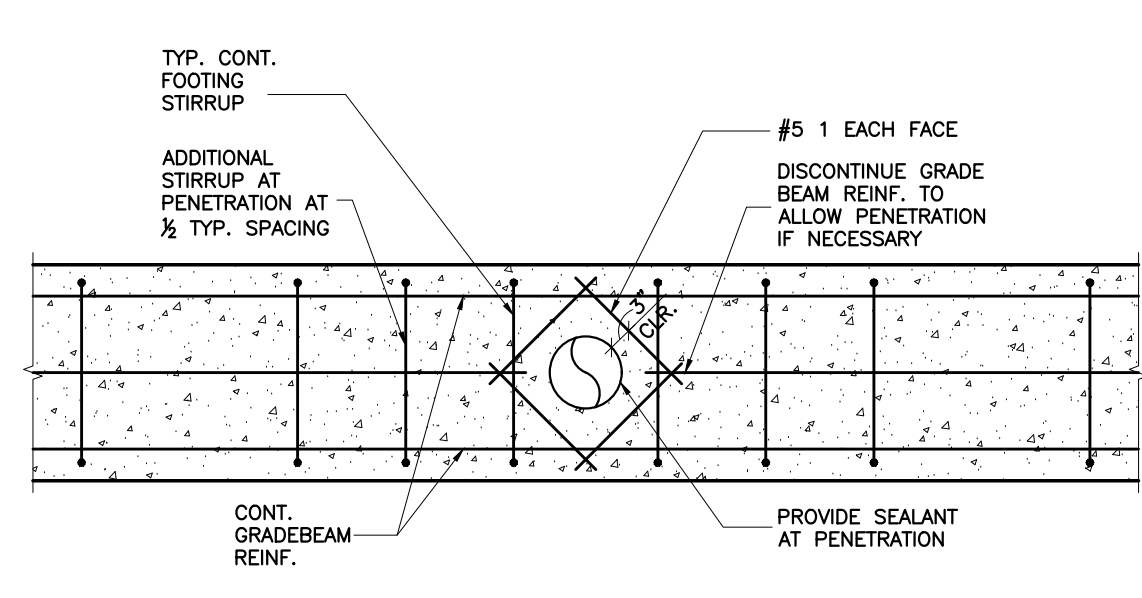 TYP. CONT.
FOOTING
STIRRUP
ADDITIONAL
STIRRUP AT
PENETRATION AT
½ TYP. SPACING
#5 1 EACH FACE
DISCONTINUE GRADE
BEAM REINF. TO
ALLOW PENETRATION
IF NECESSARY
3"
CLR.
CONT.
GRADEBEAM
REINF.
PROVIDE SEALANT
AT PENETRATION